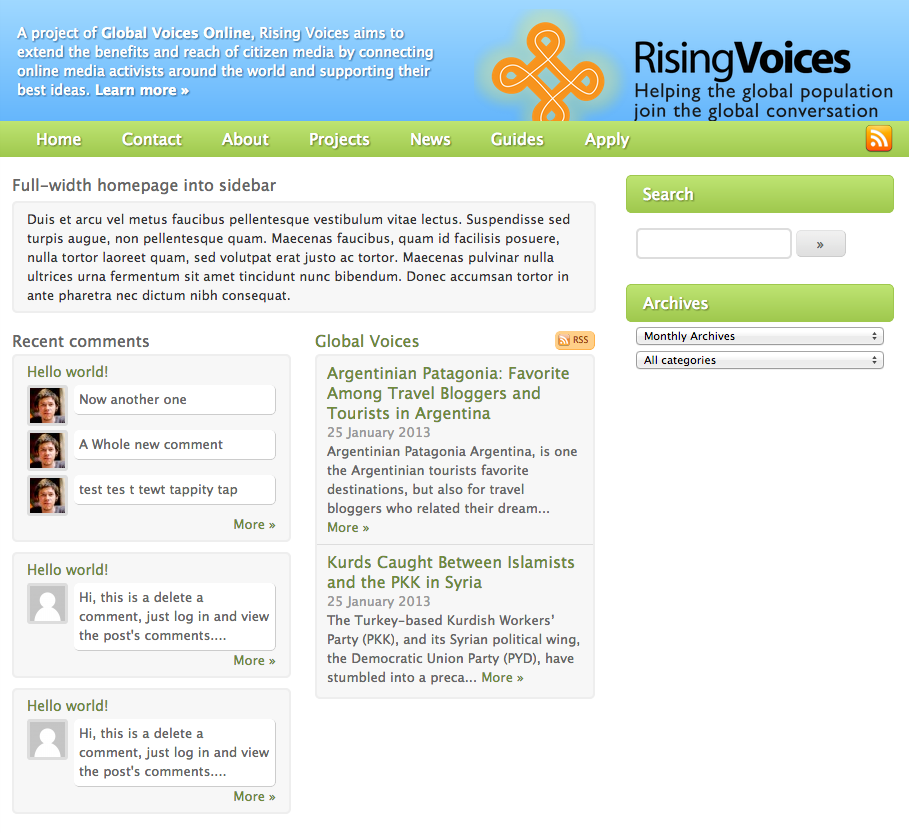 A project of Global Voices Online, Rising Voices aims to
extend the benefits and reach of citizen media by connecting
online media activists around the world and supporting their
best ideas. Learn more »
RisingVoices
Helping the global population
join the global conversation
Home Contact About Projects News Guides Apply
Full-width homepage into sidebar
Duis et arcu vel metus faucibus pellentesque vestibulum vitae lectus. Suspendisse sed
turpis augue, non pellentesque quam. Maecenas faucibus, quam id facilisis posuere,
nulla tortor laoreet quam, sed volutpat erat justo ac tortor. Maecenas pulvinar nulla
ultrices urna fermentum sit amet tincidunt nunc bibendum. Donec accumsan tortor in
ante pharetra nec dictum nibh consequat.
Recent comments
Hello world!
Now another one
A Whole new comment
test tes t tewt tappity tap
More »
Hello world!
Hi, this is a delete a
comment, just log in and view
the post's comments....
More »
Hello world!
Hi, this is a delete a
comment, just log in and view
the post's comments....
More »
Global Voices
RSS
Argentinian Patagonia: Favorite
Among Travel Bloggers and
Tourists in Argentina
25 January 2013
Argentinian Patagonia Argentina, is one
the Argentinian tourists favorite
destinations, but also for travel
bloggers who related their dream...
More »
Kurds Caught Between Islamists
and the PKK in Syria
25 January 2013
The Turkey-based Kurdish Workers’
Party (PKK), and its Syrian political wing,
the Democratic Union Party (PYD), have
stumbled into a preca... More »
Search
»
Archives
Monthly Archives
All categories